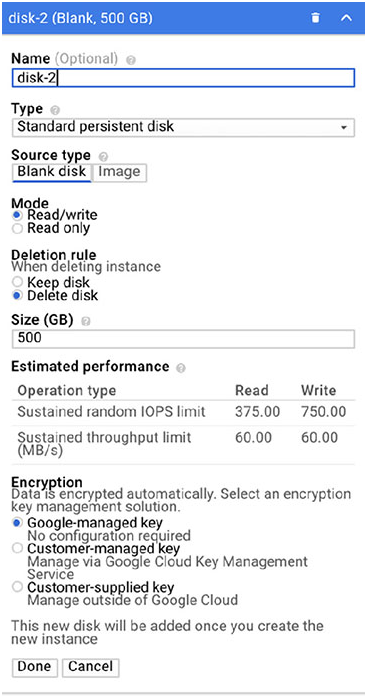 disk-2 (Blank, 500 GB)
Name (Optional)
disk-2
Type
Standard persistent disk
Source type
Blank disk Image
Mode
Read/write
Read only
Deletion rule
When deleting instance
Keep disk
Delete disk
Size (GB)
500
Estimated performance
Operation type Read Write
Sustained random IOPS limit 375.00 750.00
Sustained throughput limit 60.00 60.00
(MB/s)
Encryption
Data is encrypted automatically. Select an encryption
key management solution.
Google-managed key
No configuration required
Customer-managed key
Manage via Google Cloud Key Management
Service
Customer-supplied key
Manage outside of Google Cloud
This new disk will be added once you create the
new instance
Done Cancel